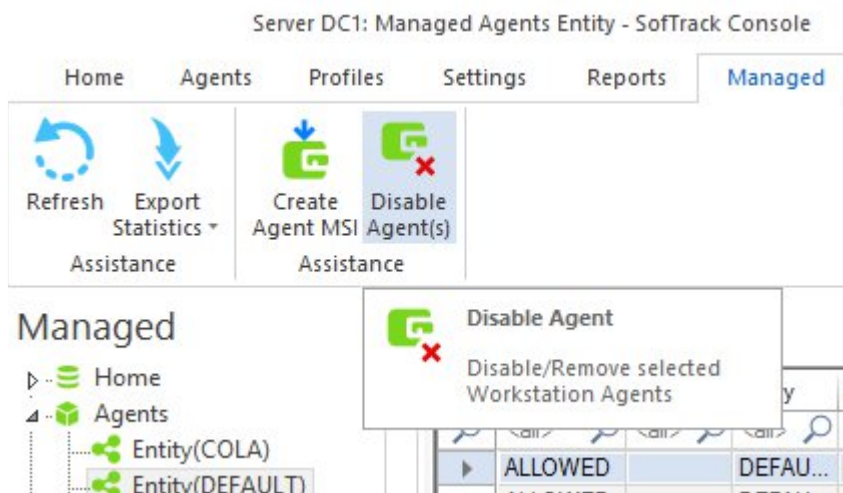 Server DC1: Managed Agents Entity - SofTrack Console
Home Agents Profiles Settings Reports Managed
Refresh Export Statistics Create Agent MSI Disable Agent(s)
Assistance Assistance
Managed
Disable Agent
Disable/Remove selected
Workstation Agents
Home
Agents
y
Entity(COLA)
Entity(DEFAULT)
ALLOWED DEFAU...